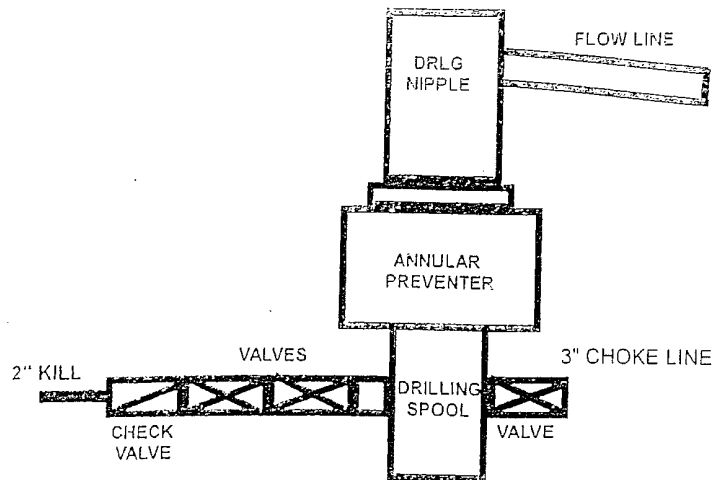 FLOW LINE
DRLG
NIPPLE
ANNULAR
PREVENTER
VALVES
3" CHOKE LINE
2" KILL
DRILLING
SPOOL
CHECK
VALVE
VALVE